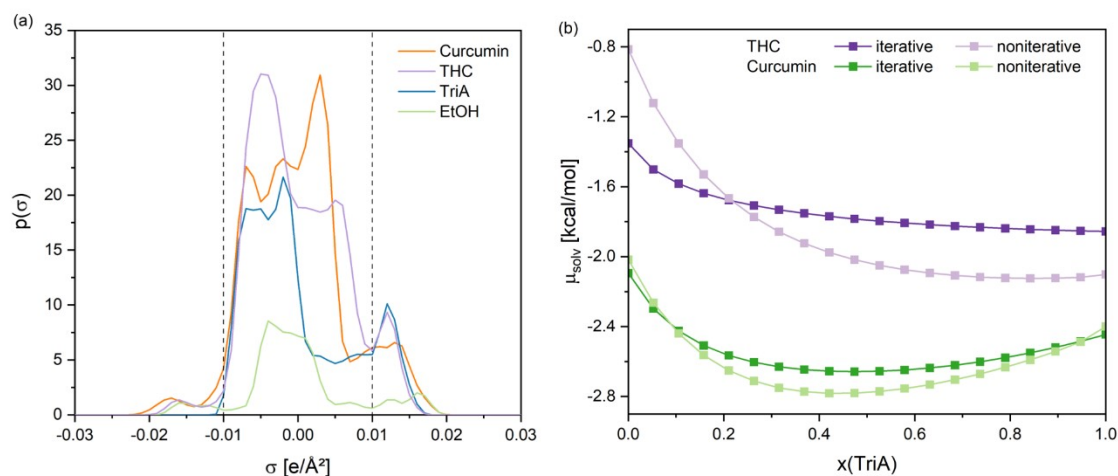 (a)
35
30
25
20
15
10
5
0
p(σ)
Curcumin
THC
TriA
EtOH
-0.03 -0.02 -0.01 0.00 0.01 0.02 0.03
σ [e/Å²]
(b)
-0.8
-1.2
-1.6
-2.0
-2.4
-2.8
μsolv [kcal/mol]
THC iterative noniterative
Curcumin iterative noniterative
0.0 0.2 0.4 0.6 0.8 1.0
x(TriA)